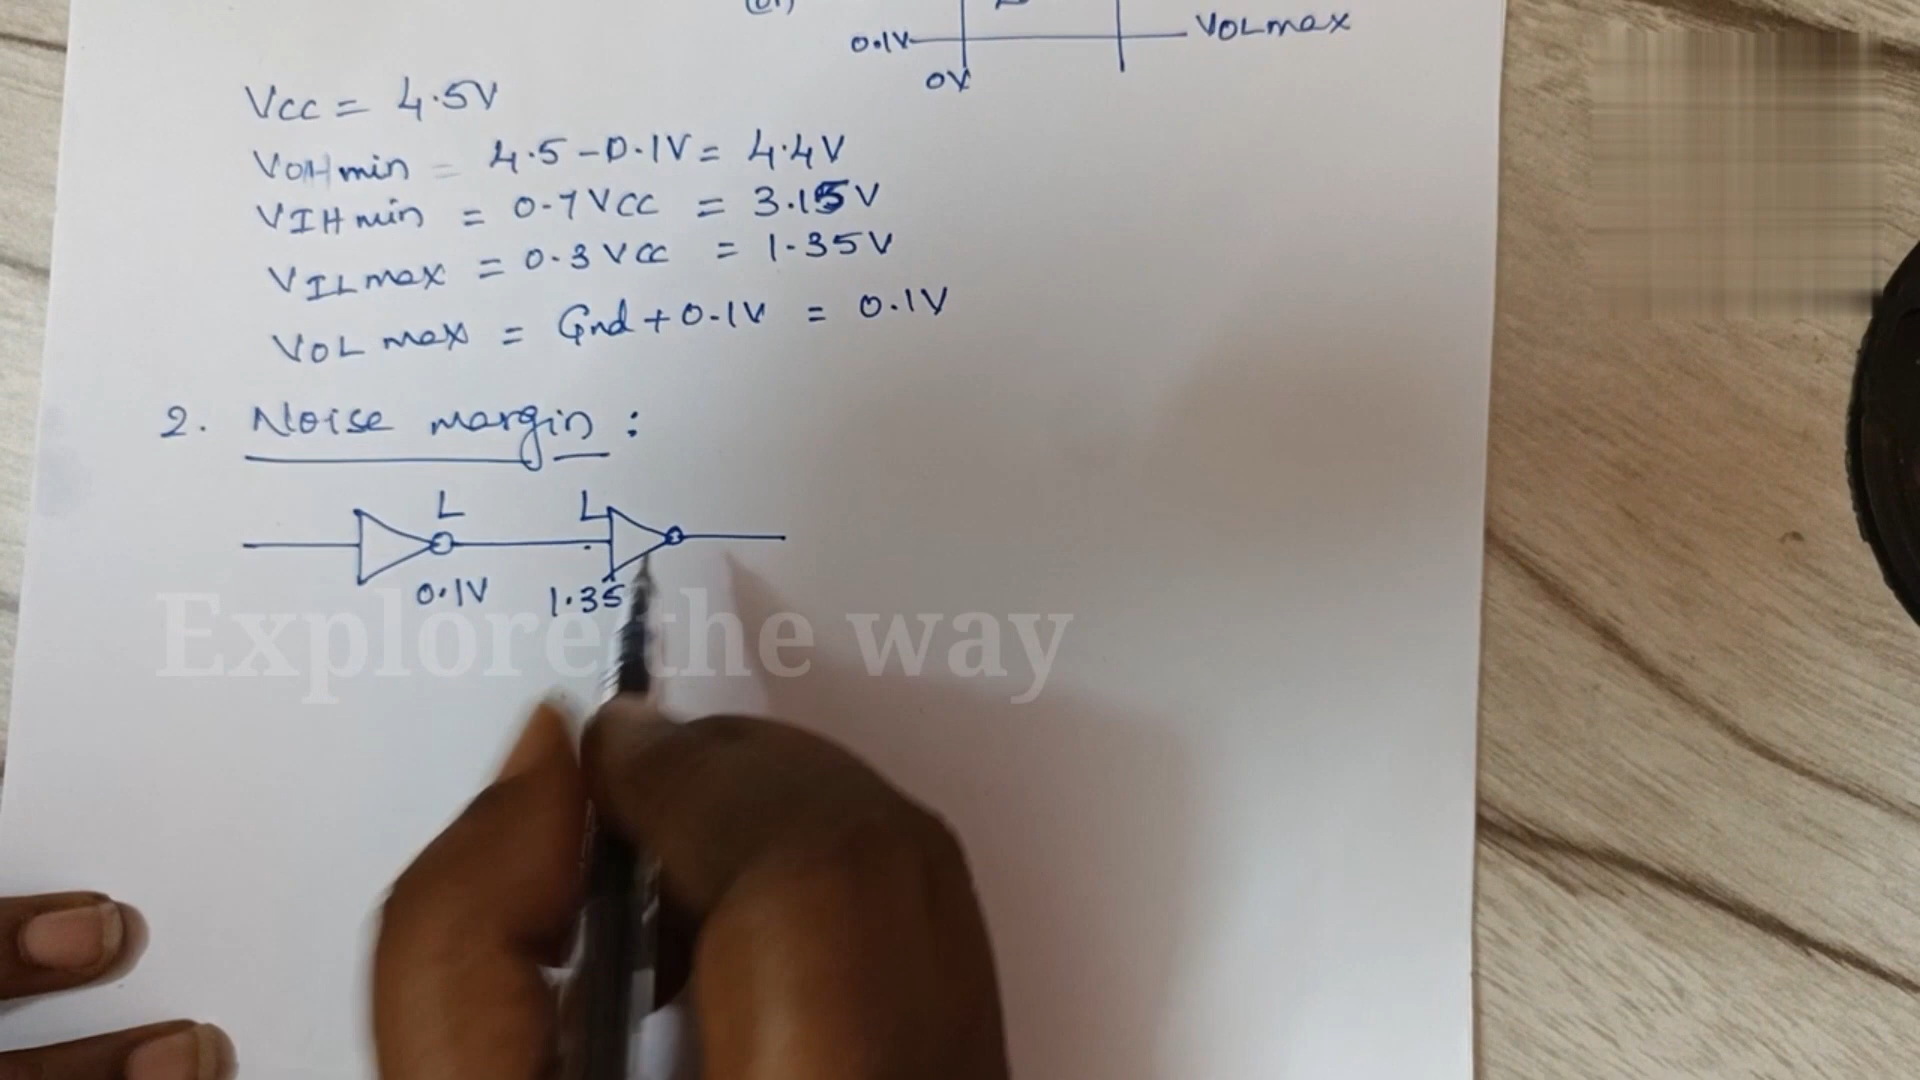 0.1V VOLmax
0V
VCC = 4.5V
VOHmin = 4.5 - 0.1V = 4.4V
VIHmin = 0.7VCC = 3.15V
VILmax = 0.3VCC = 1.35V
VOLmax = Gnd + 0.1V = 0.1V
2. Noise margin :
L L
0.1V 1.35
Explore the way